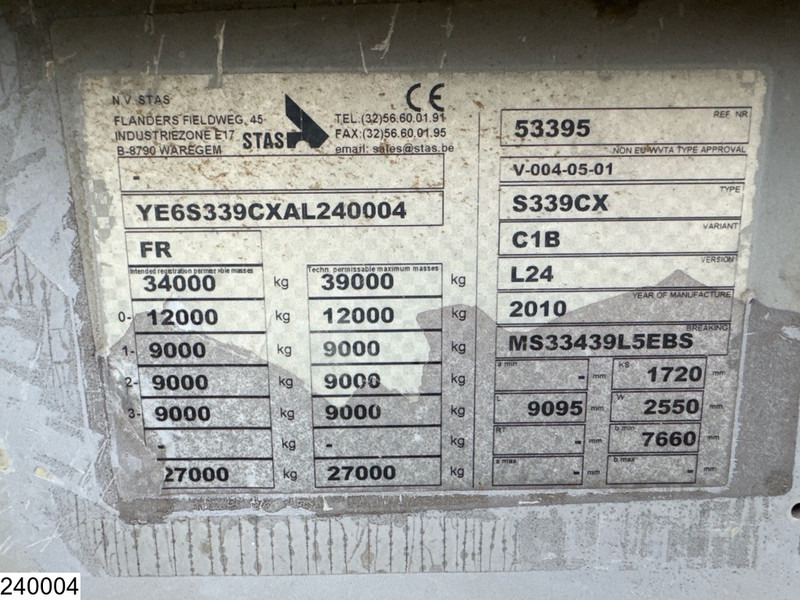 N.V. STAS
FLANDERS FIELDWEG, 45
INDUSTRIEZONE E17
B-8790 WAREGEM
STAS
CE
TEL.(32)56.60.01.91
FAX:(32)56.60.01.95
email: sales@stas.be
-
YE6S339CXAL240004
FR
Intended registration permissible masses
Techn. permissable maximum masses
34000 kg 39000 kg
0- 12000 kg 12000 kg
1- 9000 kg 9000 kg
2- 9000 kg 9000 kg
3- 9000 kg 9000 kg
- kg - kg
27000 kg 27000 kg
REF. NR
53395
NON EU WVTA TYPE APPROVAL
V-004-05-01
TYPE
S339CX
VARIANT
C1B
VERSION
L24
YEAR OF MANUFACTURE
2010
BREAKING
MS33439L5EBS
a min - mm KS 1720 mm
L 9095 mm W 2550 mm
RT - mm b min 7660 mm
a max - mm b max - mm
240004